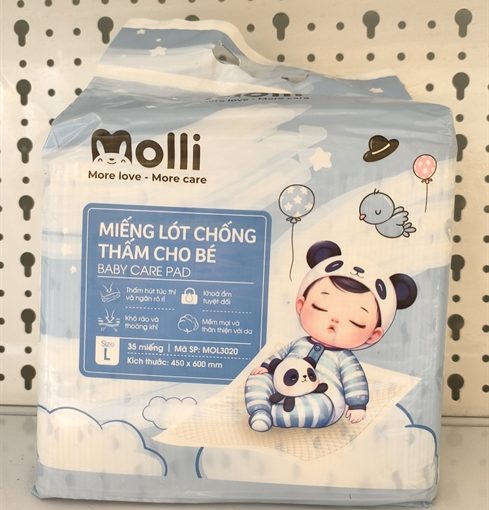 Molli
More love - More care
Molli
More love - More care
MIẾNG LÓT CHỐNG
THẤM CHO BÉ
BABY CARE PAD
Thấm hút tức thì
và ngăn rò rỉ
Khoá ẩm
tuyệt đối
Khô ráo và
thoáng khí
Mềm mại và
thân thiện với da
Size
L
35 miếng | Mã SP: MOL3020
Kích thước: 450 x 600 mm